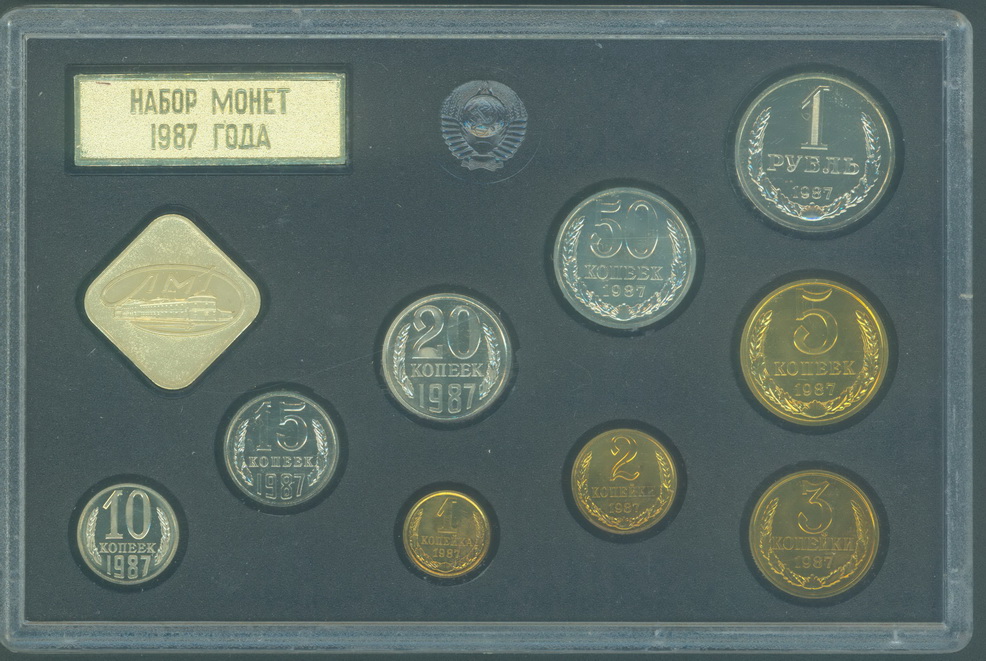 НАБОР МОНЕТ
1987 ГОДА
1
РУБЛЬ
1987
50
КОПЕЕК
1987
ЛМД
20
КОПЕЕК
1987
5
КОПЕЕК
1987
15
КОПЕЕК
1987
2
КОПЕЙКИ
1987
10
КОПЕЕК
1987
1
КОПЕЙКА
1987
3
КОПЕЙКИ
1987